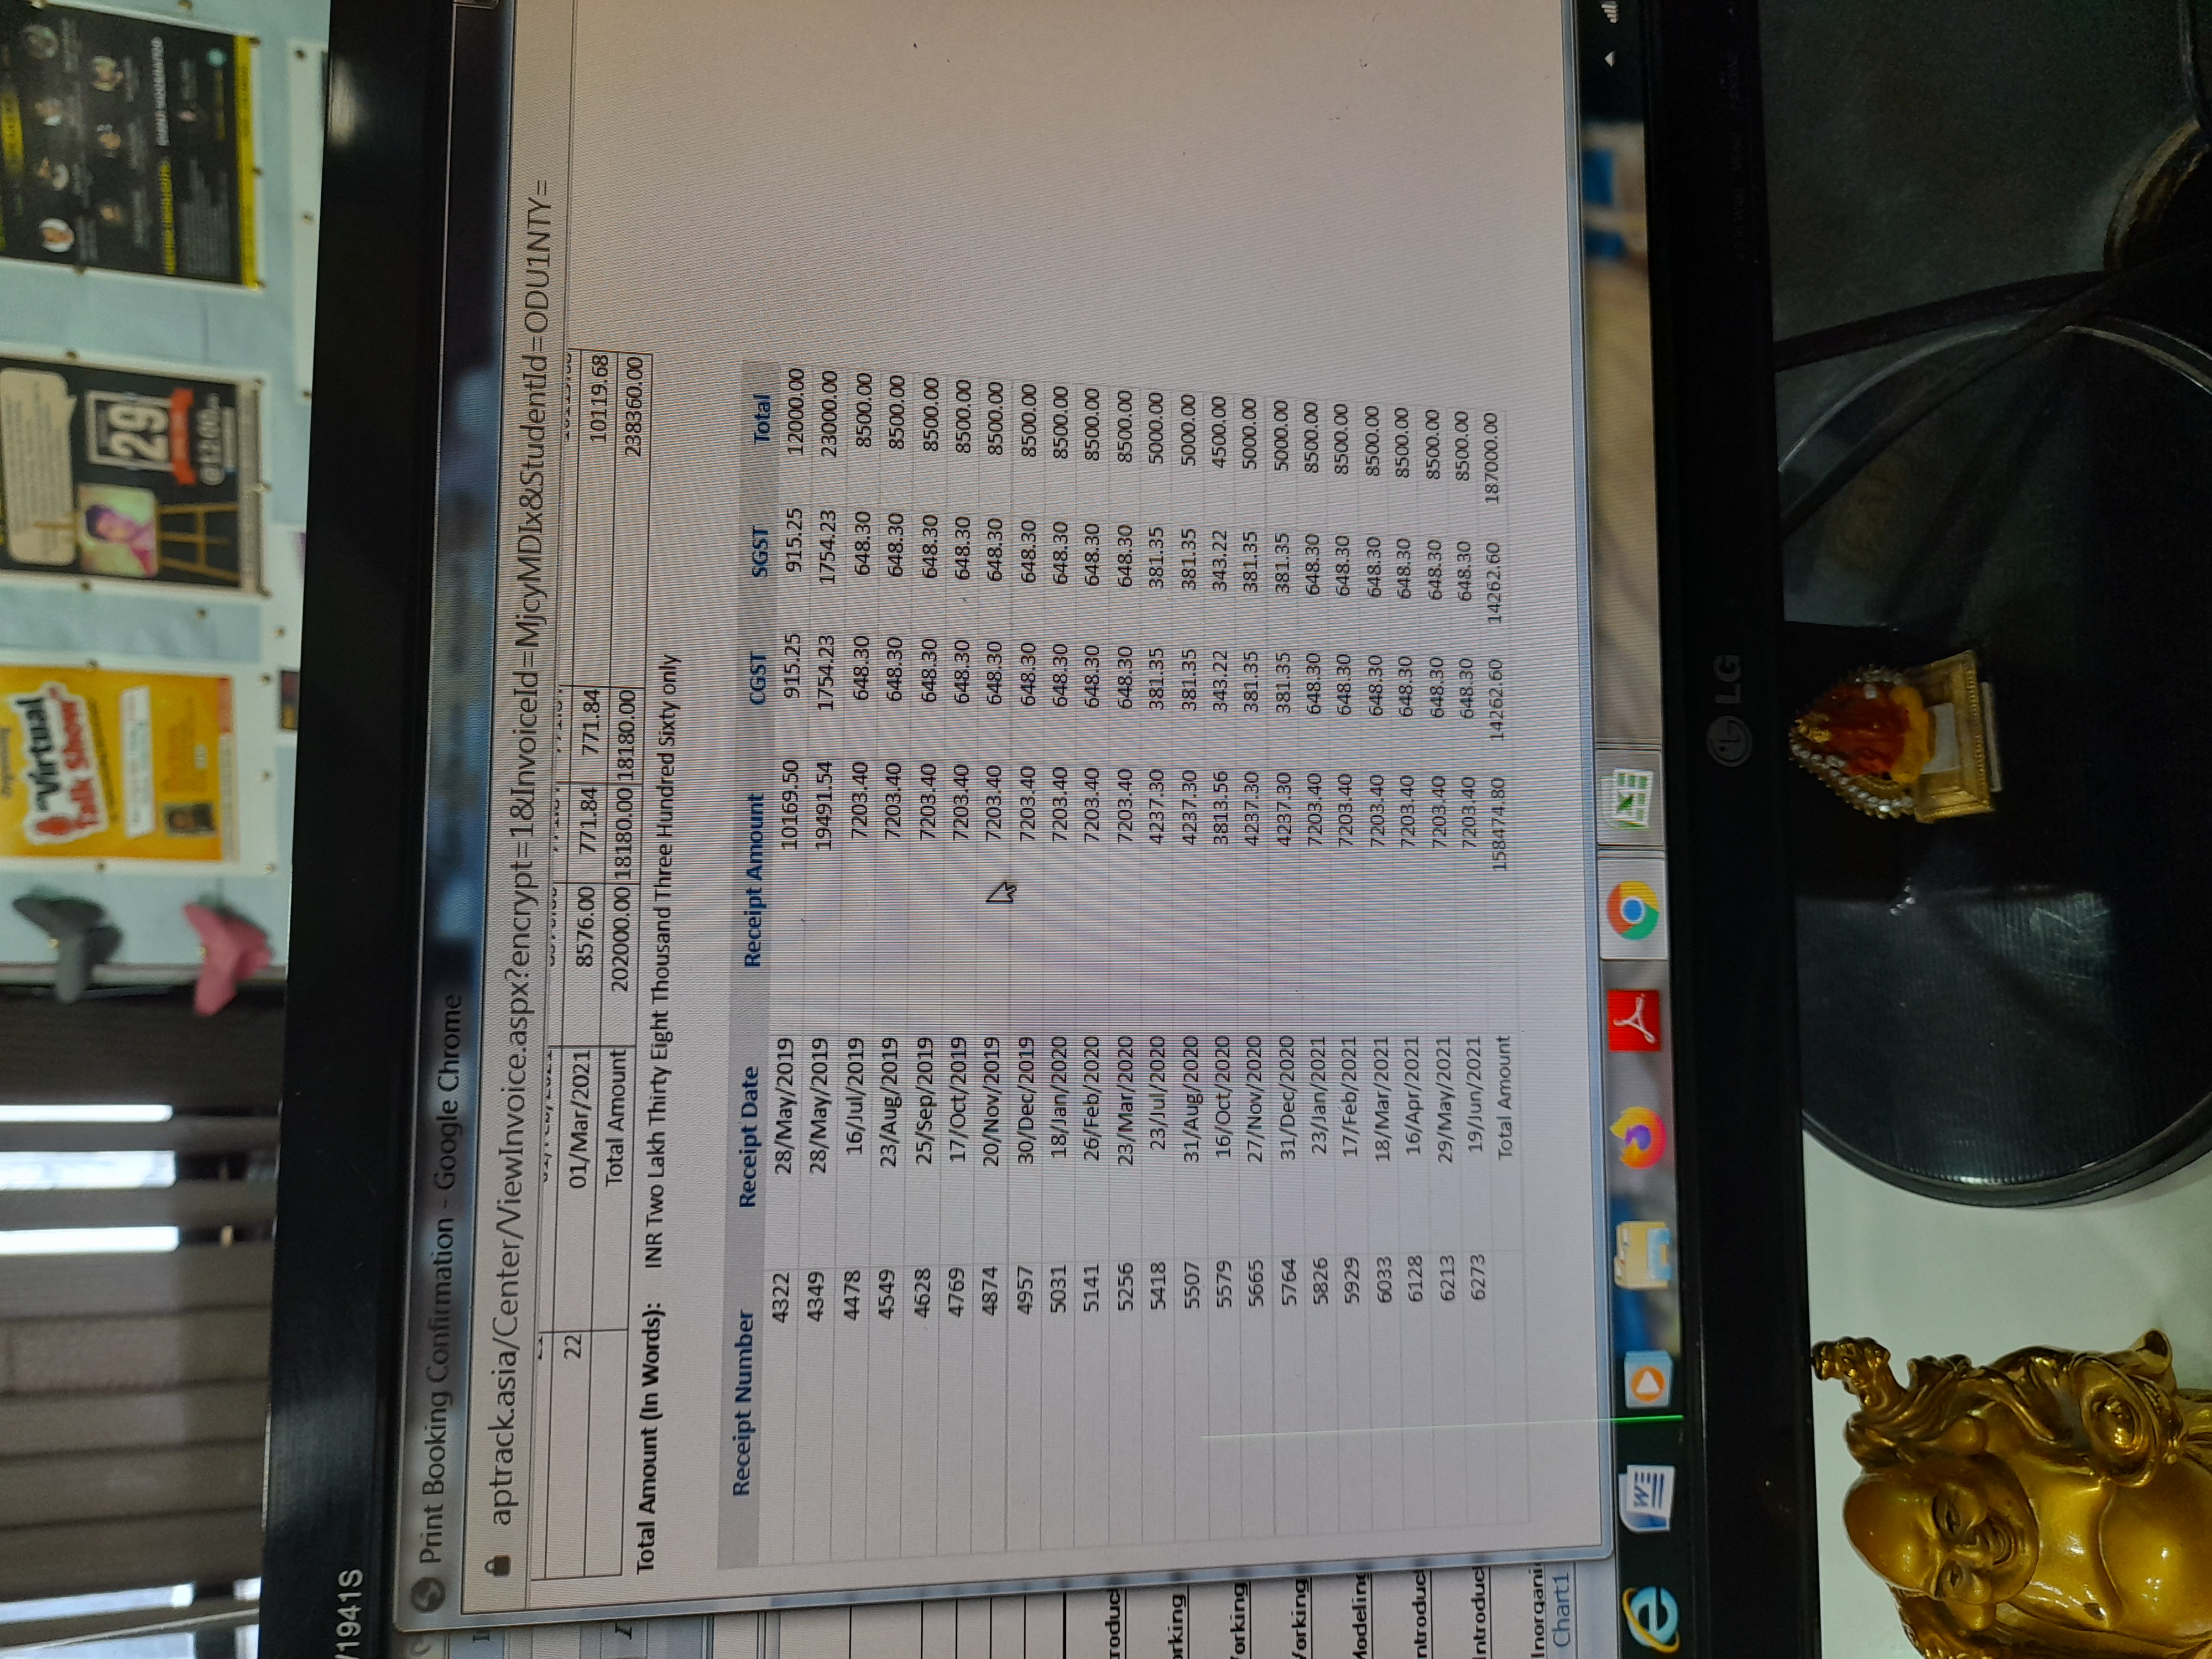 "Virtual
Talk Show"
29
@12:00
EVENT MODERATOR
/1941S
Print Booking Confirmation - Google Chrome
aptrack.asia/Center/ViewInvoice.aspx?encrypt=1&InvoiceId=MjcyMDIx&StudentId=ODU1NTY=
22 01/Mar/2021 8576.00 771.84 771.84 10119.68
Total Amount 202000.00 18180.00 18180.00 238360.00
Total Amount (In Words): INR Two Lakh Thirty Eight Thousand Three Hundred Sixty only
Receipt Number Receipt Date Receipt Amount CGST SGST Total
4322 28/May/2019 10169.50 915.25 915.25 12000.00
4349 28/May/2019 19491.54 1754.23 1754.23 23000.00
4478 16/Jul/2019 7203.40 648.30 648.30 8500.00
4549 23/Aug/2019 7203.40 648.30 648.30 8500.00
4628 25/Sep/2019 7203.40 648.30 648.30 8500.00
4769 17/Oct/2019 7203.40 648.30 648.30 8500.00
4874 20/Nov/2019 7203.40 648.30 648.30 8500.00
4957 30/Dec/2019 7203.40 648.30 648.30 8500.00
5031 18/Jan/2020 7203.40 648.30 648.30 8500.00
5141 26/Feb/2020 7203.40 648.30 648.30 8500.00
5256 23/Mar/2020 7203.40 648.30 648.30 8500.00
5418 23/Jul/2020 4237.30 381.35 381.35 5000.00
5507 31/Aug/2020 4237.30 381.35 381.35 5000.00
5579 16/Oct/2020 3813.56 343.22 343.22 4500.00
5665 27/Nov/2020 4237.30 381.35 381.35 5000.00
5764 31/Dec/2020 4237.30 381.35 381.35 5000.00
5826 23/Jan/2021 7203.40 648.30 648.30 8500.00
5929 17/Feb/2021 7203.40 648.30 648.30 8500.00
6033 18/Mar/2021 7203.40 648.30 648.30 8500.00
6128 16/Apr/2021 7203.40 648.30 648.30 8500.00
6213 29/May/2021 7203.40 648.30 648.30 8500.00
6273 19/Jun/2021 7203.40 648.30 648.30 8500.00
Total Amount 158474.80 14262.60 14262.60 187000.00
roduc
orking
orking
orking
Modeling
ntroduc
Introduc
Inorgani
Chart1
LG